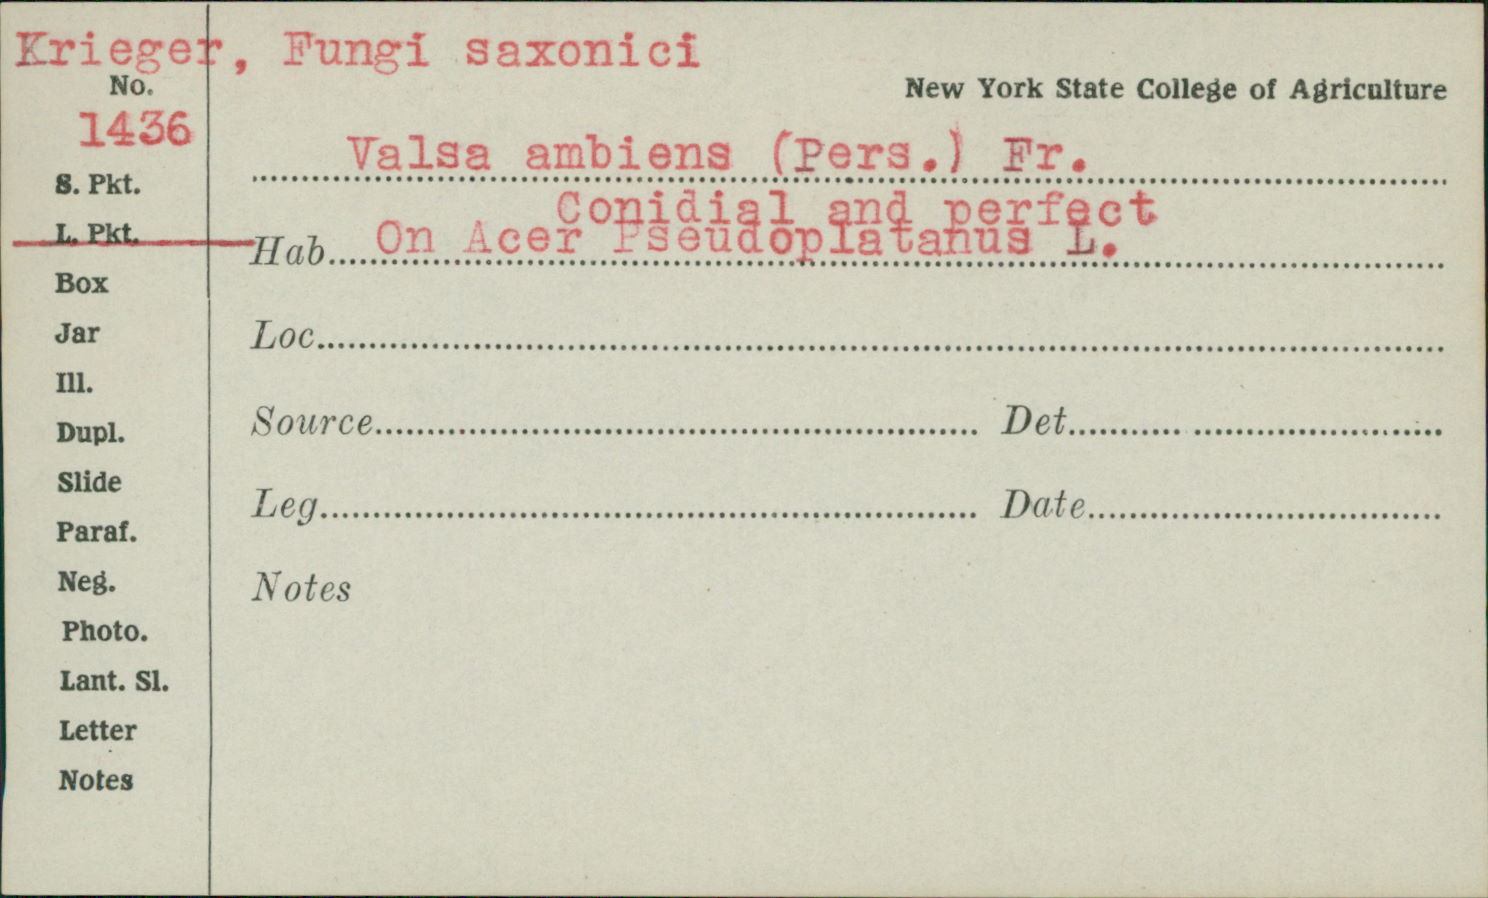 Krieger, Fungi saxonici
No.
New York State College of Agriculture
1436
Valsa ambiens (Pers.) Fr.
S. Pkt.
Conidial and perfect
L. Pkt.
Hab. On Acer Pseudoplatanus L.
Box
Jar
Loc.
Ill.
Dupl.
Source
Det.
Slide
Leg.
Date
Paraf.
Neg.
Notes
Photo.
Lant. Sl.
Letter
Notes